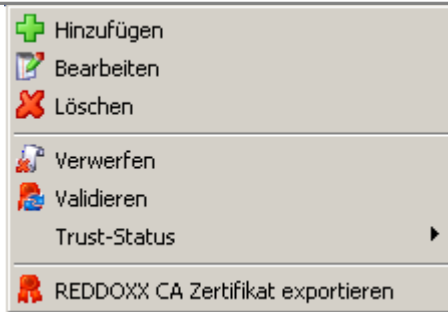 Hinzufügen
Bearbeiten
Löschen
Verwerfen
Validieren
Trust-Status
REDDOXX CA Zertifikat exportieren